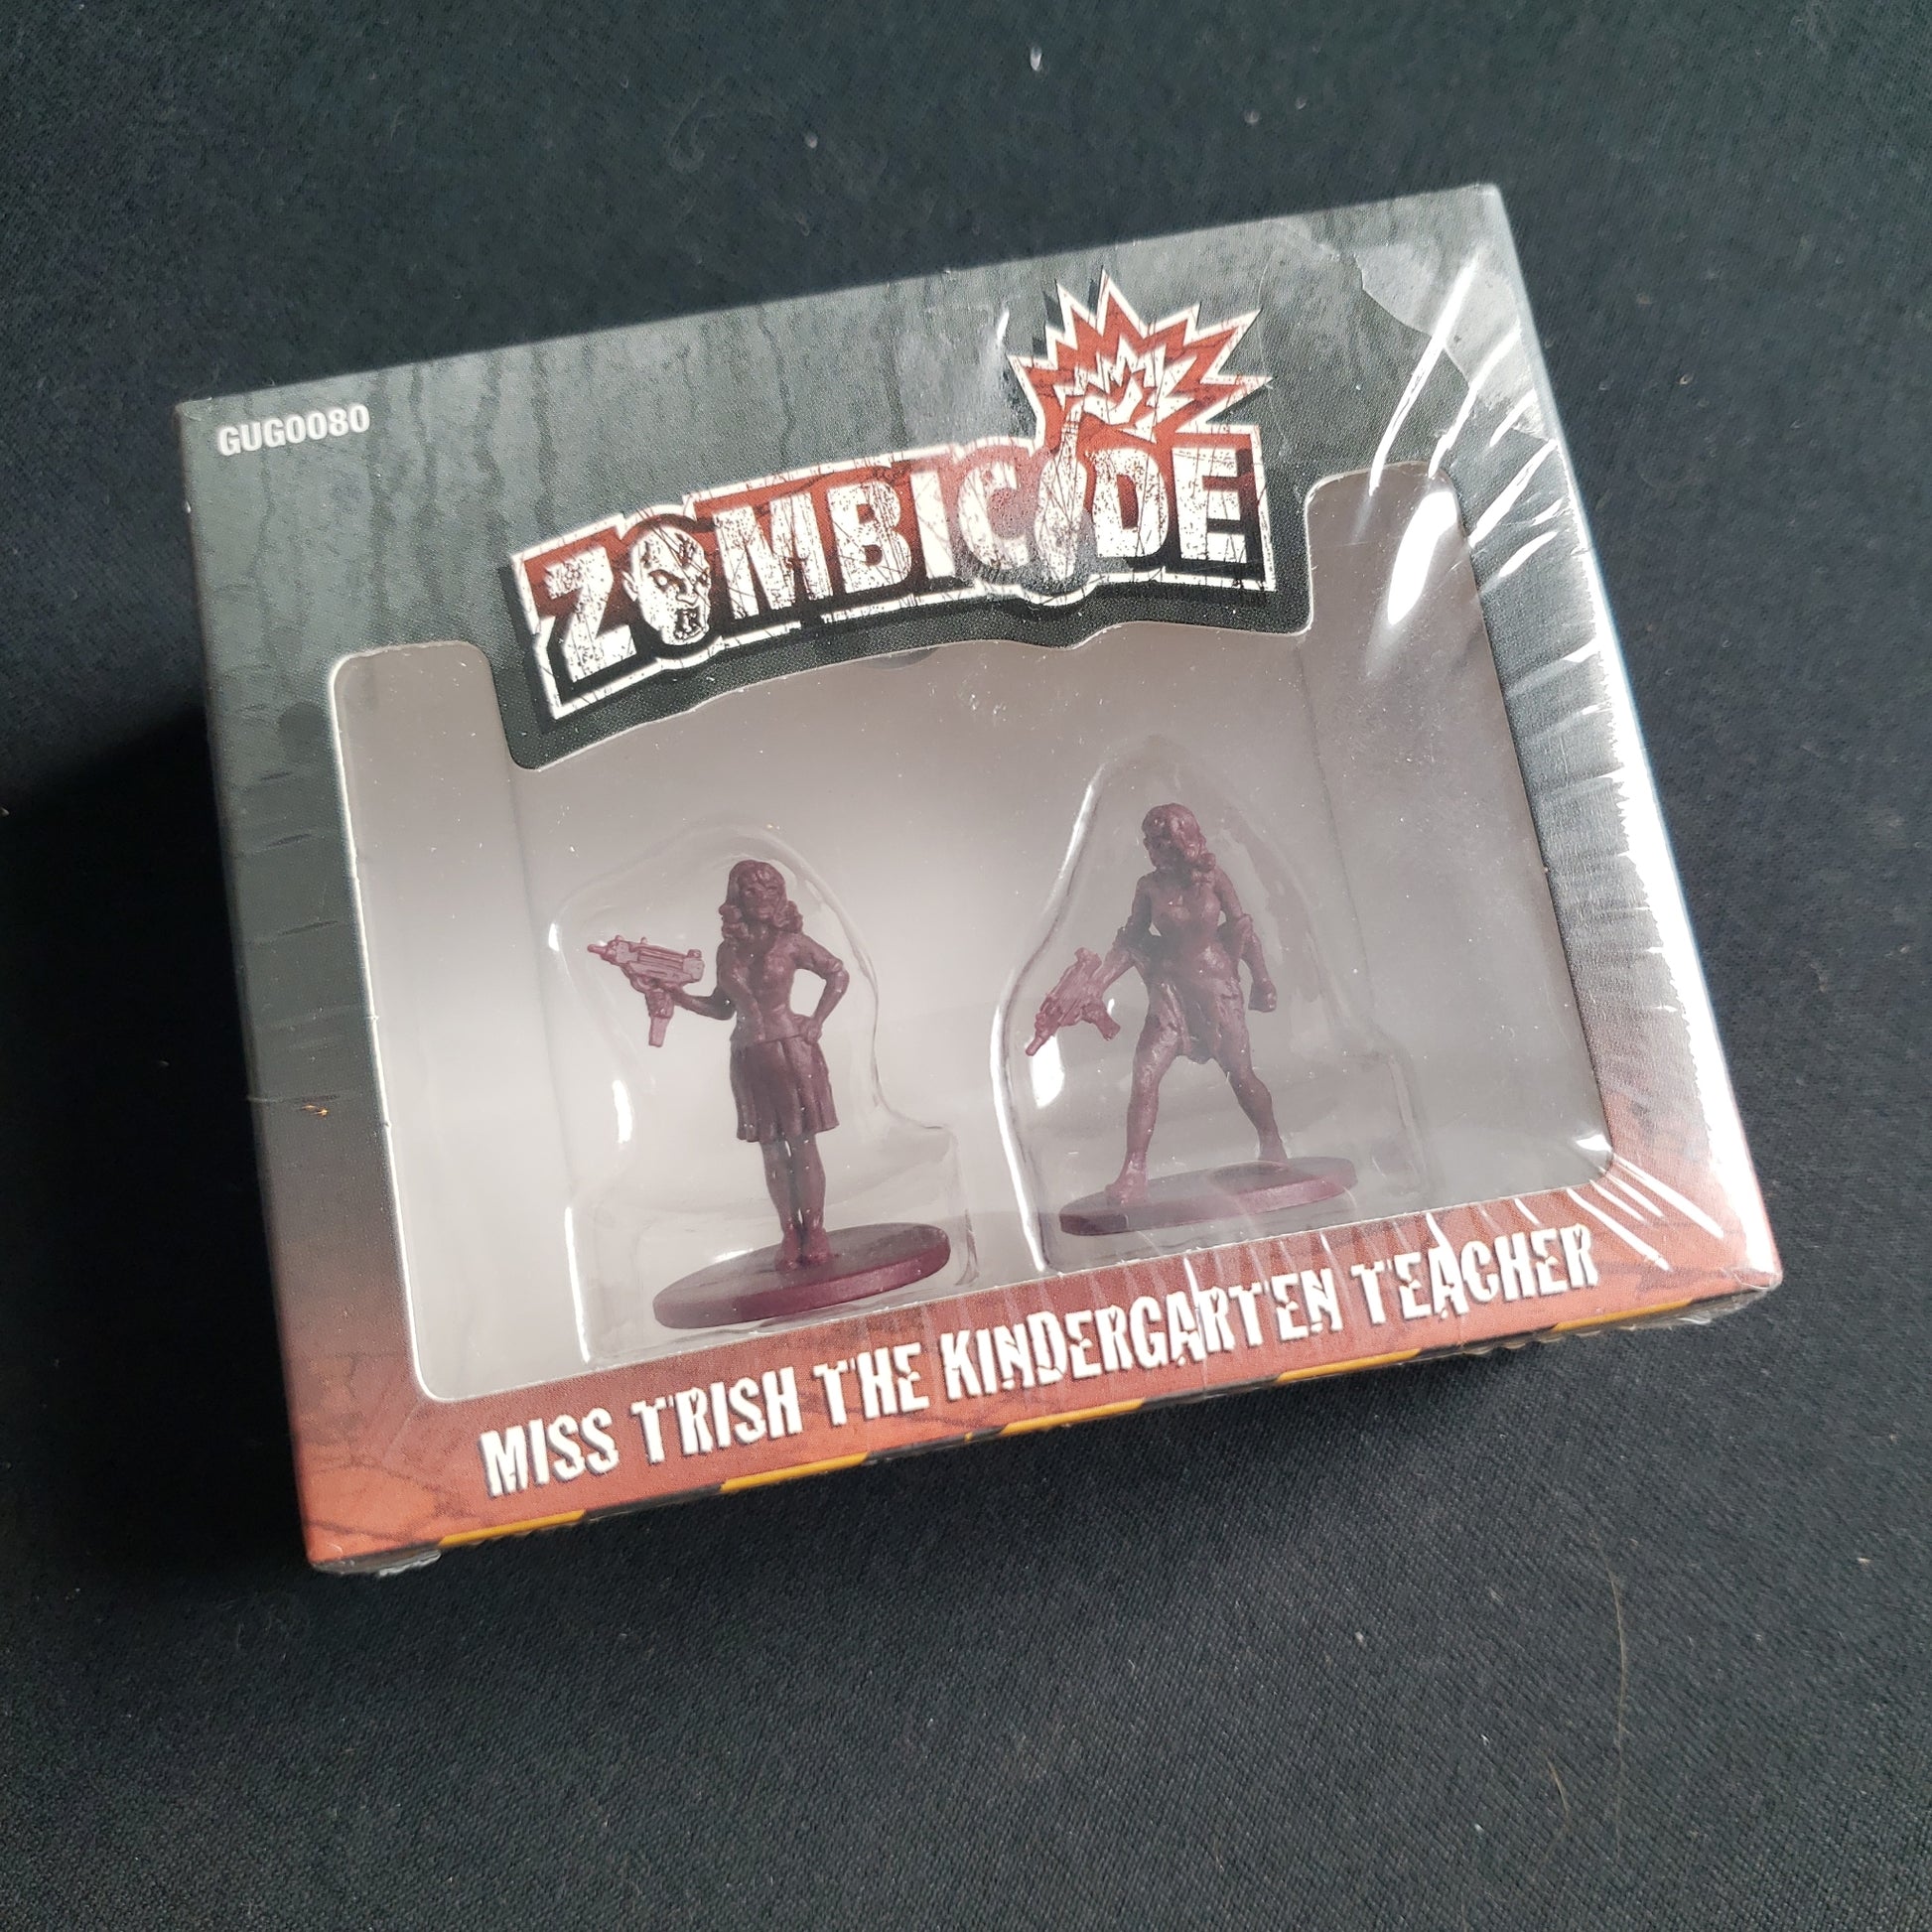 GUG0080
ZOMBICIDE
MISS TRISH THE KINDERGARTEN TEACHER